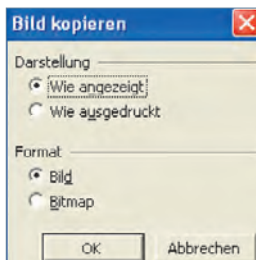 Bild kopieren
Darstellung
Wie angezeigt
Wie ausgedruckt
Format
Bild
Bitmap
OK Abbrechen